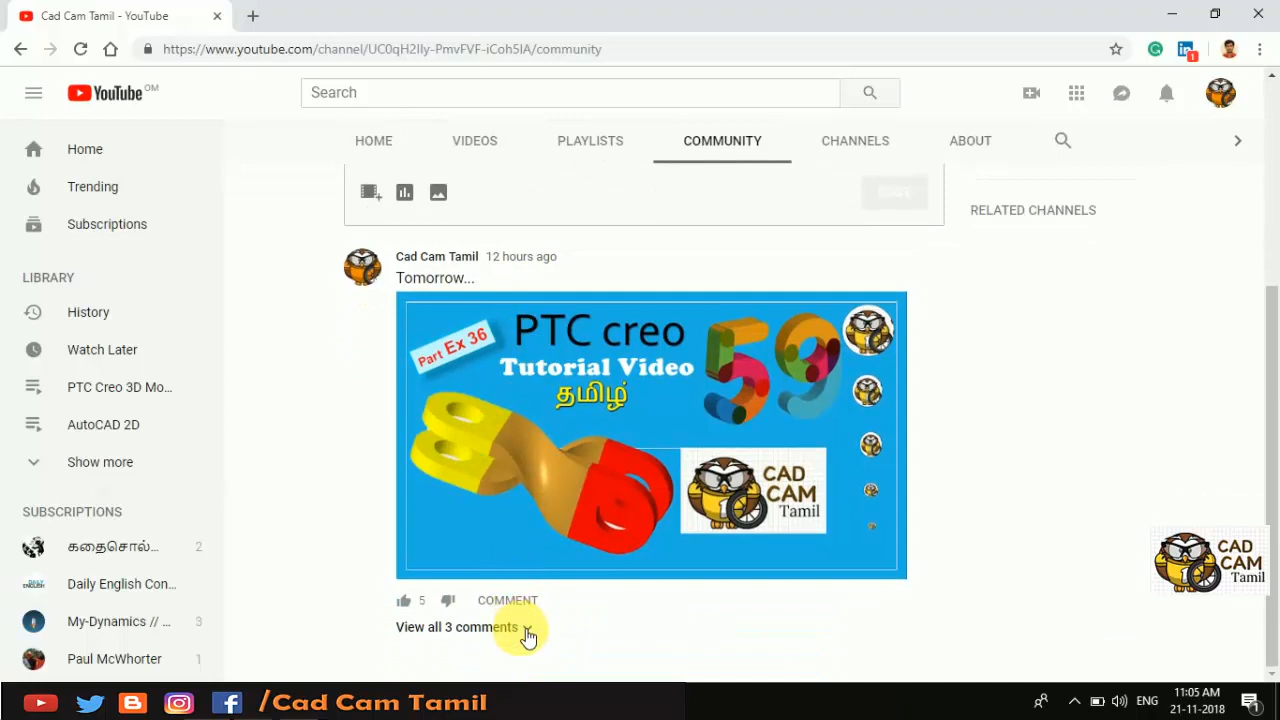 Cad Cam Tamil - YouTube
https://www.youtube.com/channel/UC0qH2Ily-PmvFVF-iCoh5IA/community
1
YouTube OM
Search
HOME VIDEOS PLAYLISTS COMMUNITY CHANNELS ABOUT
Home
Trending
Subscriptions
LIBRARY
History
Watch Later
PTC Creo 3D Mo...
AutoCAD 2D
Show more
SUBSCRIPTIONS
கதைசொல்... 2
Daily English Con...
My-Dynamics // ... 3
Paul McWhorter 1
RELATED CHANNELS
Cad Cam Tamil 12 hours ago
Tomorrow...
Part Ex 36
PTC creo
Tutorial Video
தமிழ்
59
CAD
CAM
Tamil
5 COMMENT
View all 3 comments
CAD
CAM
Tamil
/Cad Cam Tamil
ENG
11:05 AM
21-11-2018
1